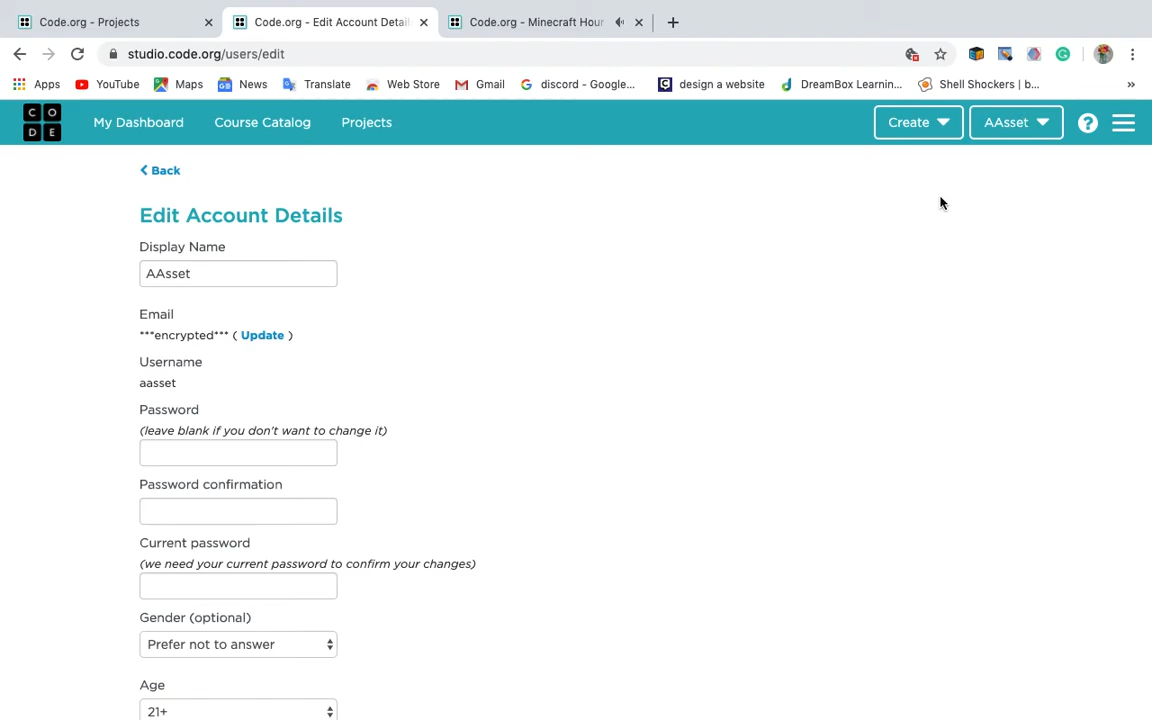 Code.org - Projects
Code.org - Edit Account Detail
Code.org - Minecraft Hour
studio.code.org/users/edit
Apps
YouTube
Maps
News
Translate
Web Store
Gmail
discord - Google...
design a website
DreamBox Learnin...
Shell Shockers | b...
»
CODE
My Dashboard
Course Catalog
Projects
Create
AAsset
?
Back
Edit Account Details
Display Name
AAsset
Email
***encrypted*** ( Update )
Username
aasset
Password
(leave blank if you don't want to change it)
Password confirmation
Current password
(we need your current password to confirm your changes)
Gender (optional)
Prefer not to answer
Age
21+